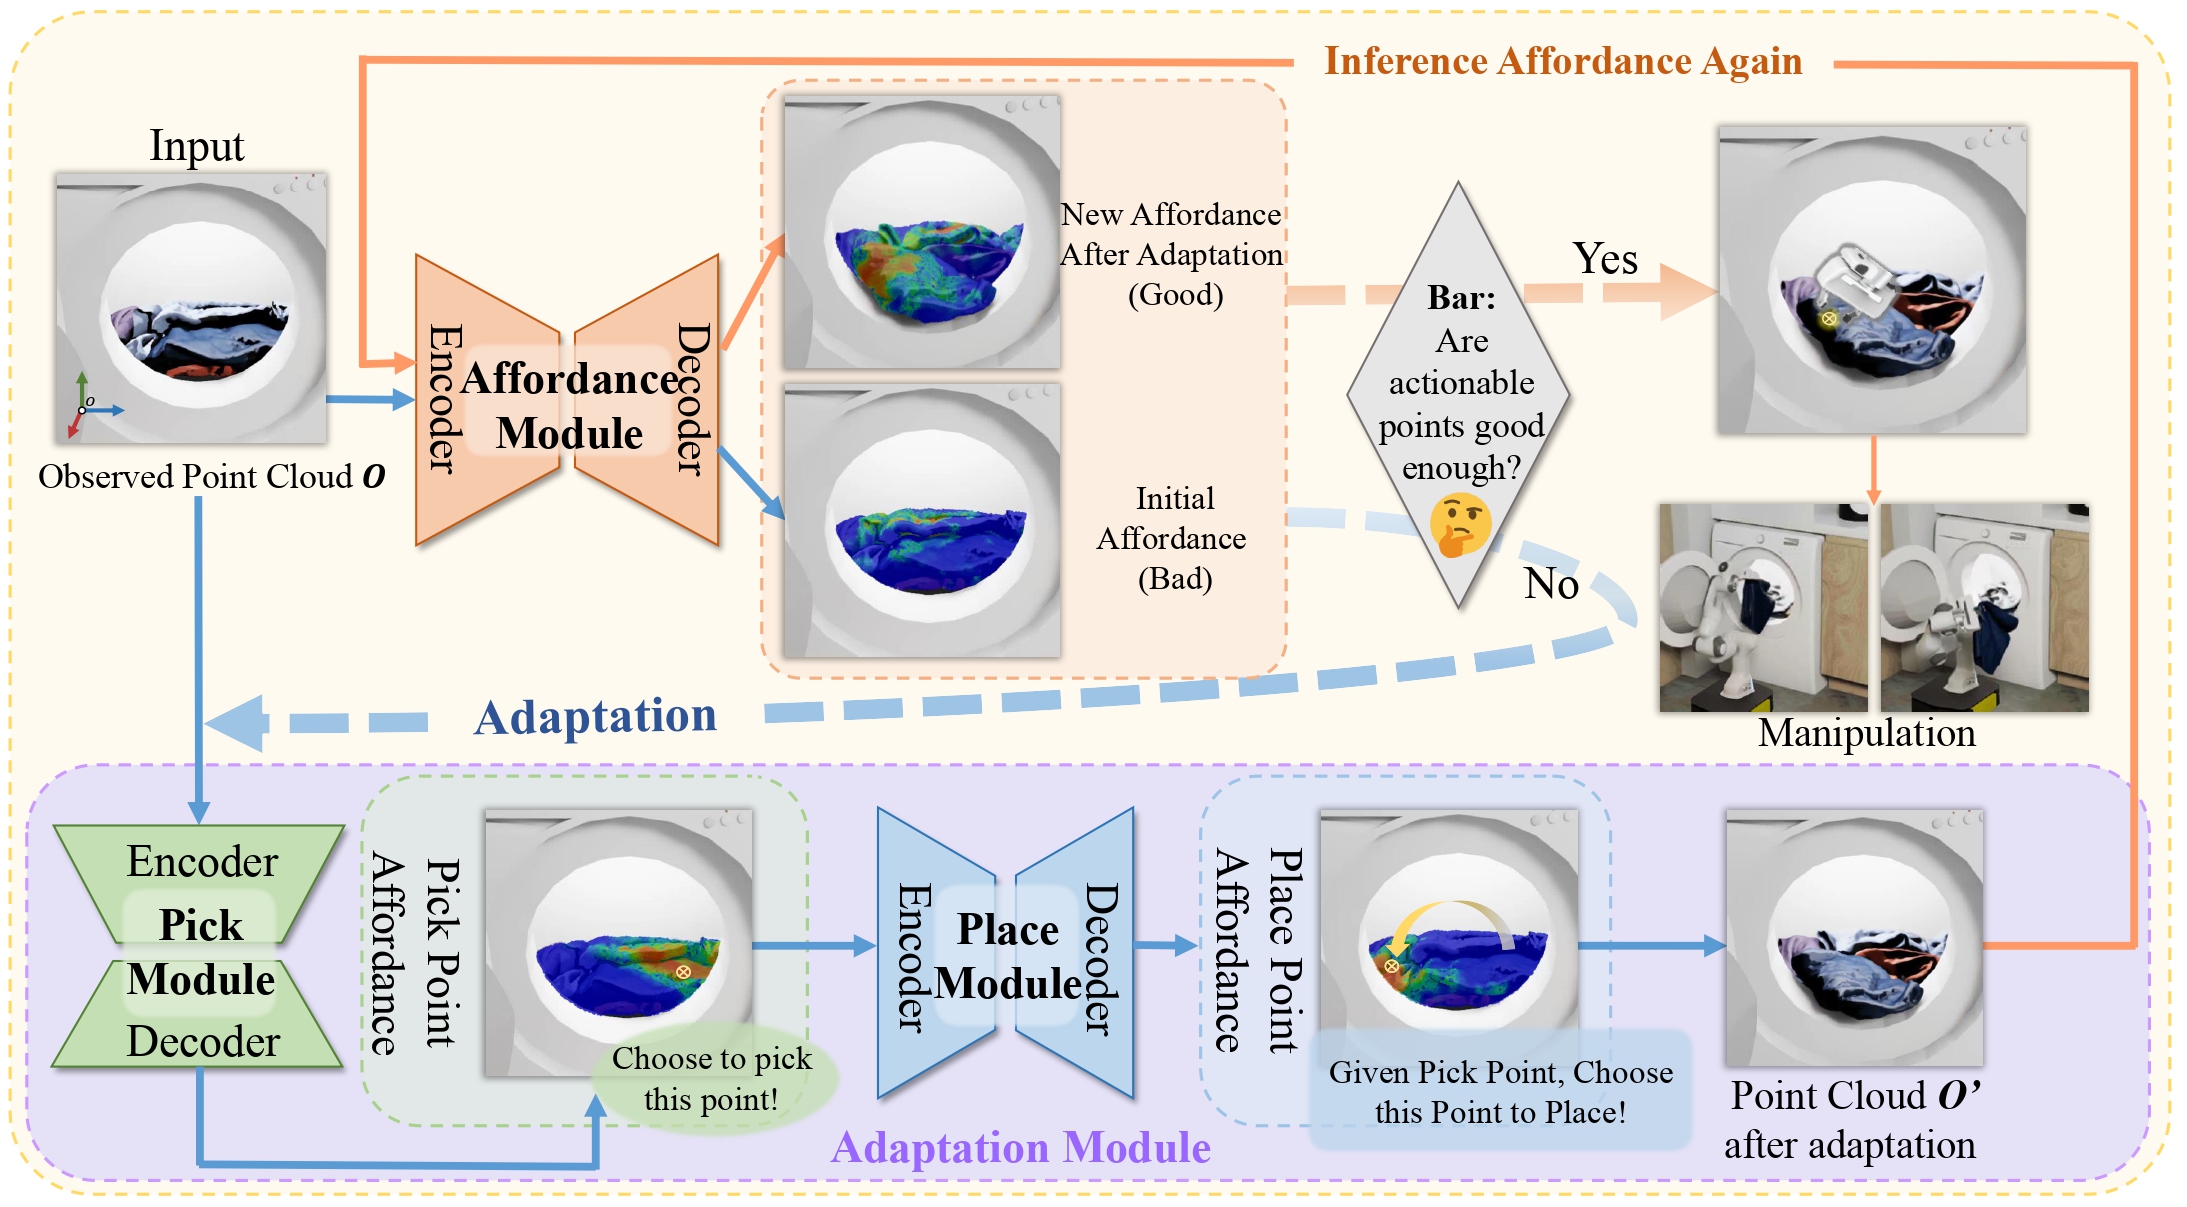 Inference Affordance Again
Input
o
Observed Point Cloud O
Encoder
Affordance
Module
Decoder
New Affordance
After Adaptation
(Good)
Initial
Affordance
(Bad)
Bar:
Are
actionable
points good
enough?
Yes
No
Manipulation
Adaptation
Encoder
Pick
Module
Decoder
Pick Point
Affordance
Choose to pick
this point!
Encoder
Place
Module
Decoder
Place Point
Affordance
Given Pick Point, Choose
this Point to Place!
Point Cloud O’
after adaptation
Adaptation Module